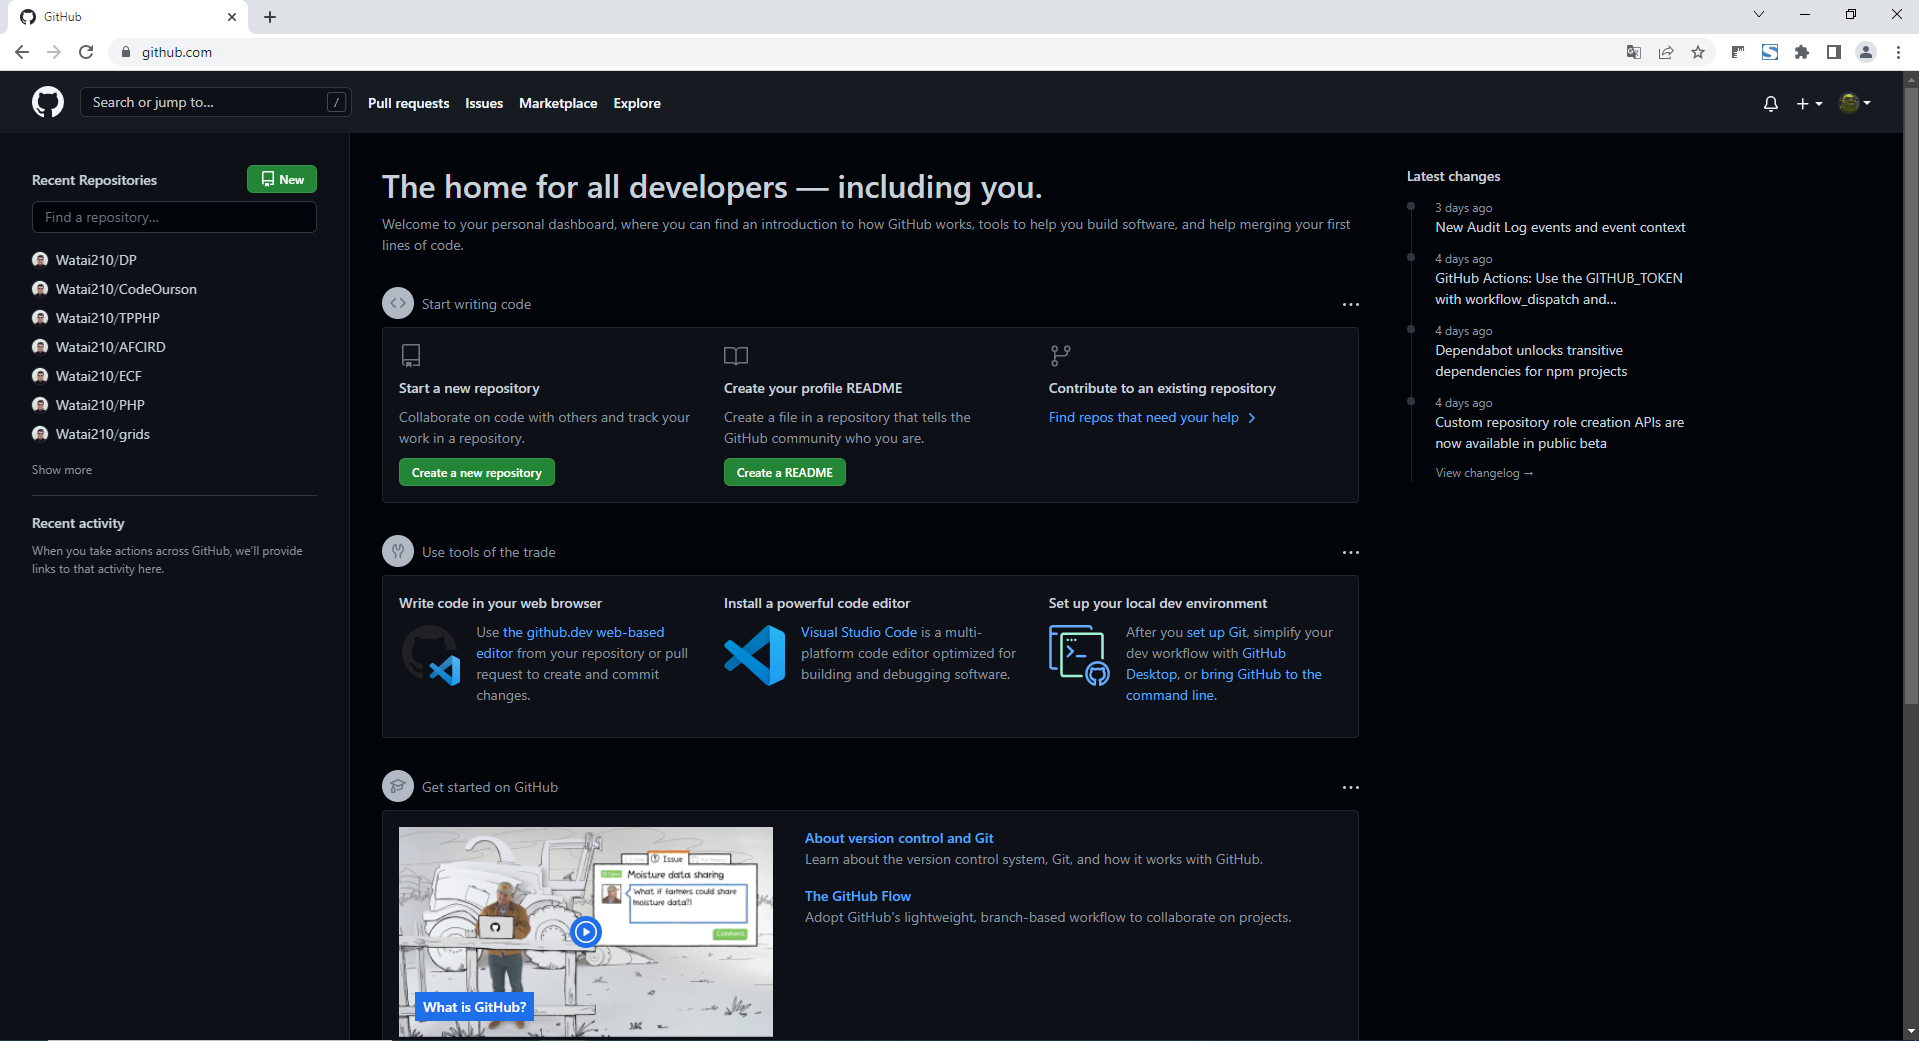 GitHub
github.com
Search or jump to...
/
Pull requests
Issues
Marketplace
Explore
Recent Repositories
New
Find a repository...
Watai210/DP
Watai210/CodeOurson
Watai210/TPPHP
Watai210/AFCIRD
Watai210/ECF
Watai210/PHP
Watai210/grids
Show more
Recent activity
When you take actions across GitHub, we'll provide
links to that activity here.
The home for all developers — including you.
Welcome to your personal dashboard, where you can find an introduction to how GitHub works, tools to help you build software, and help merging your first
lines of code.
Start writing code
Start a new repository
Collaborate on code with others and track your
work in a repository.
Create a new repository
Create your profile README
Create a file in a repository that tells the
GitHub community who you are.
Create a README
Contribute to an existing repository
Find repos that need your help
Use tools of the trade
Write code in your web browser
Use the github.dev web-based
editor from your repository or pull
request to create and commit
changes.
Install a powerful code editor
Visual Studio Code is a multi-
platform code editor optimized for
building and debugging software.
Set up your local dev environment
After you set up Git, simplify your
dev workflow with GitHub
Desktop, or bring GitHub to the
command line.
Get started on GitHub
Issue
Moisture data sharing
What if farmers could share
moisture data?
Comment
What is GitHub?
About version control and Git
Learn about the version control system, Git, and how it works with GitHub.
The GitHub Flow
Adopt GitHub's lightweight, branch-based workflow to collaborate on projects.
Latest changes
3 days ago
New Audit Log events and event context
4 days ago
GitHub Actions: Use the GITHUB_TOKEN
with workflow_dispatch and...
4 days ago
Dependabot unlocks transitive
dependencies for npm projects
4 days ago
Custom repository role creation APIs are
now available in public beta
View changelog →